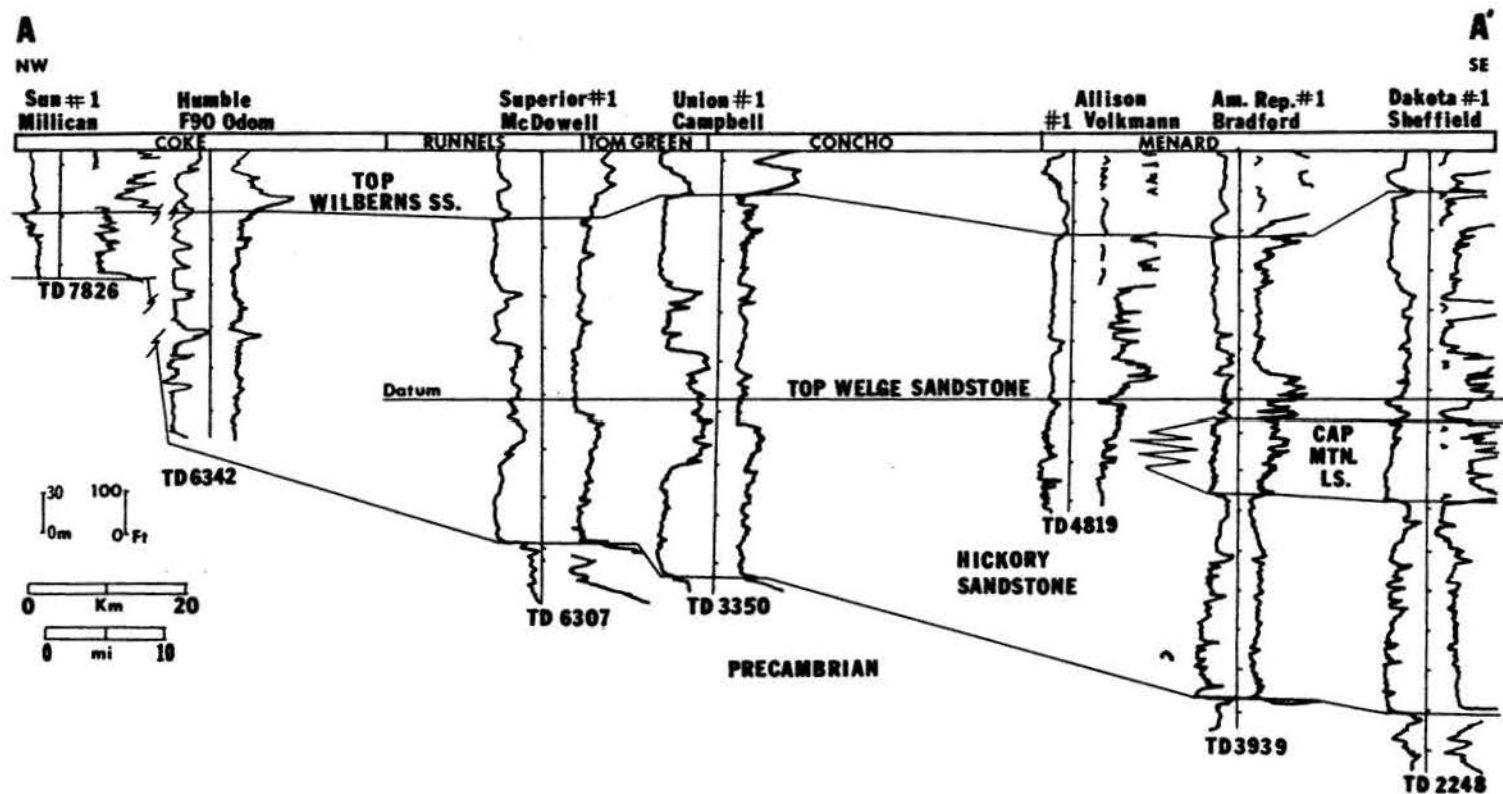 A
A'
NW
SE
Sun #1
Millican
Humble
F90 Odom
Superior #1
McDowell
Union #1
Campbell
Allison
#1 Volkmann
Am. Rep. #1
Bradford
Dakota #1
Sheffield
COKE
RUNNELS
TOM GREEN
CONCHO
MENARD
TOP
WILBERNS SS.
TD 7826
Datum
TOP WELGE SANDSTONE
CAP
MTN.
LS.
TD 6342
30
100
0m
0 Ft
TD 4819
HICKORY
SANDSTONE
0 Km 20
0 mi 10
TD 6307
TD 3350
PRECAMBRIAN
TD 3939
TD 2248